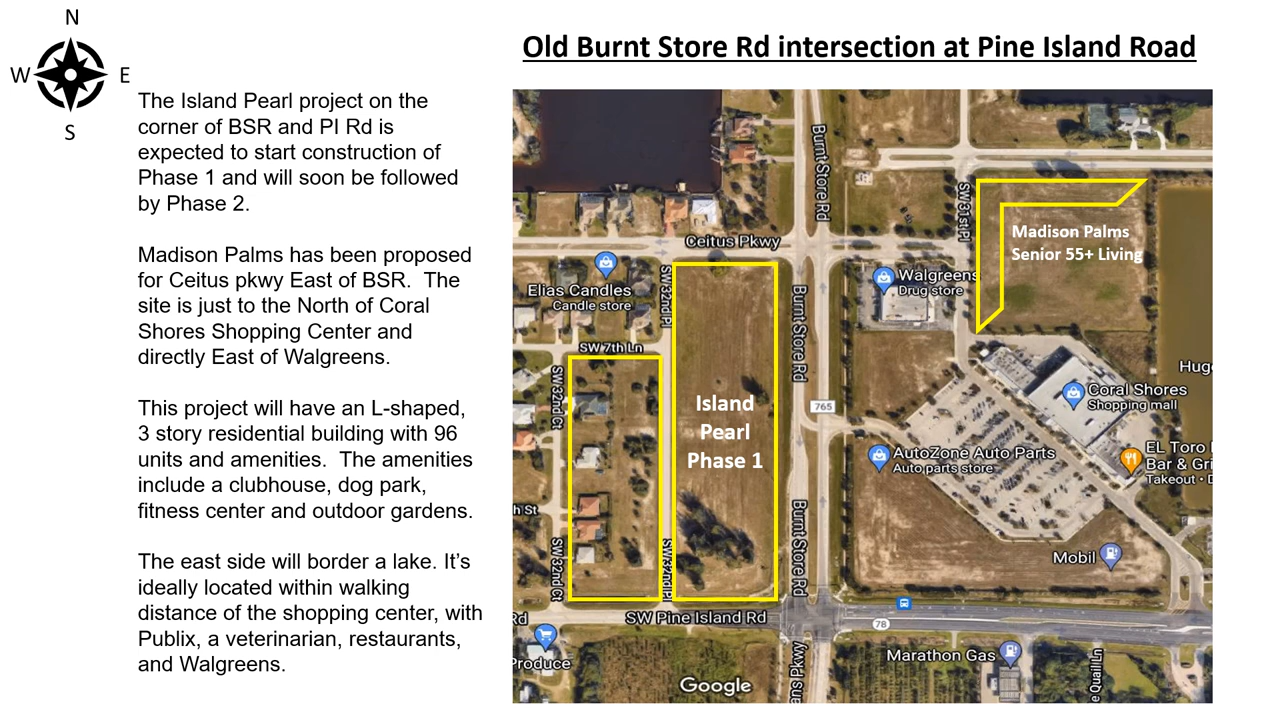 N
W
E
S
Old Burnt Store Rd intersection at Pine Island Road
The Island Pearl project on the
corner of BSR and PI Rd is
expected to start construction of
Phase 1 and will soon be followed
by Phase 2.
Madison Palms has been proposed
for Ceitus pkwy East of BSR.  The
site is just to the North of Coral
Shores Shopping Center and
directly East of Walgreens.
This project will have an L-shaped,
3 story residential building with 96
units and amenities.  The amenities
include a clubhouse, dog park,
fitness center and outdoor gardens.
The east side will border a lake. It's
ideally located within walking
distance of the shopping center, with
Publix, a veterinarian, restaurants,
and Walgreens.
Burnt Store Rd
SW 31st Pl
Madison Palms
Senior 55+ Living
Ceitus Pkwy
Elias Candles
Candle store
SW 32nd Pl
Walgreens
Drug store
Burnt Store Rd
SW 7th Ln
SW 32nd Ct
Island
Pearl
Phase 1
765
Hug
Coral Shores
Shopping mall
AutoZone Auto Parts
Auto parts store
EL Toro
Bar & Gri
Takeout • D
h St
SW 32nd Ct
SW 32nd Pl
Burnt Store Rd
Mobil
Rd
SW Pine Island Rd
78
Produce
Marathon Gas
ans Pkwy
e Quail Ln
Google